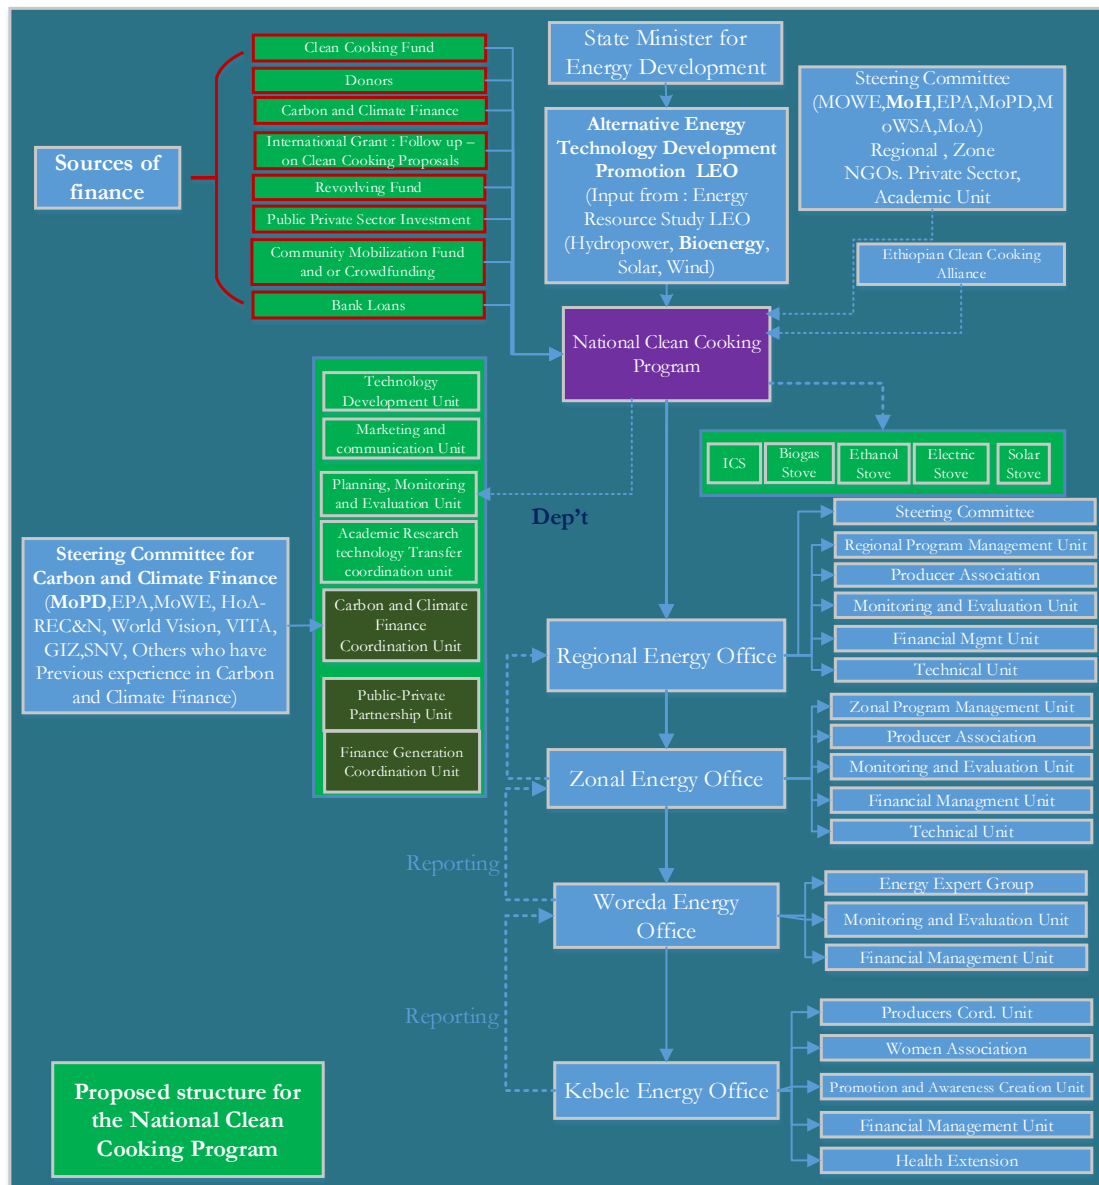 Sources of
finance
Clean Cooking Fund
Donors
Carbon and Climate Finance
International Grant : Follow up –
on Clean Cooking Proposals
Revovlving Fund
Public Private Sector Investment
Community Mobilization Fund
and or Crowdfunding
Bank Loans
State Minister for
Energy Development
Alternative Energy
Technology Development
Promotion LEO
(Input from : Energy
Resource Study LEO
(Hydropower, Bioenergy,
Solar, Wind)
Steering Committee
(MOWE,MoH,EPA,MoPD,M
oWSA,MoA)
Regional , Zone
NGOs. Private Sector,
Academic Unit
Ethiopian Clean Cooking
Alliance
National Clean Cooking
Program
Technology
Development Unit
Marketing and
communication Unit
Planning, Monitoring
and Evaluation Unit
Academic Research
technology Transfer
coordination unit
Carbon and Climate
Finance
Coordination Unit
Public-Private
Partnership Unit
Finance Generation
Coordination Unit
Dep't
ICS
Biogas
Stove
Ethanol
Stove
Electric
Stove
Solar
Stove
Steering Committee for
Carbon and Climate Finance
(MoPD,EPA,MoWE, HoA-
REC&N, World Vision, VITA,
GIZ,SNV, Others who have
Previous experience in Carbon
and Climate Finance)
Regional Energy Office
Steering Committee
Regional Program Management Unit
Producer Association
Monitoring and Evaluation Unit
Financial Mgmt Unit
Technical Unit
Zonal Energy Office
Zonal Program Management Unit
Producer Association
Monitoring and Evaluation Unit
Financial Managment Unit
Technical Unit
Reporting
Woreda Energy
Office
Energy Expert Group
Monitoring and Evaluation Unit
Financial Management Unit
Reporting
Kebele Energy Office
Producers Cord. Unit
Women Association
Promotion and Awareness Creation Unit
Financial Management Unit
Health Extension
Proposed structure for
the National Clean
Cooking Program